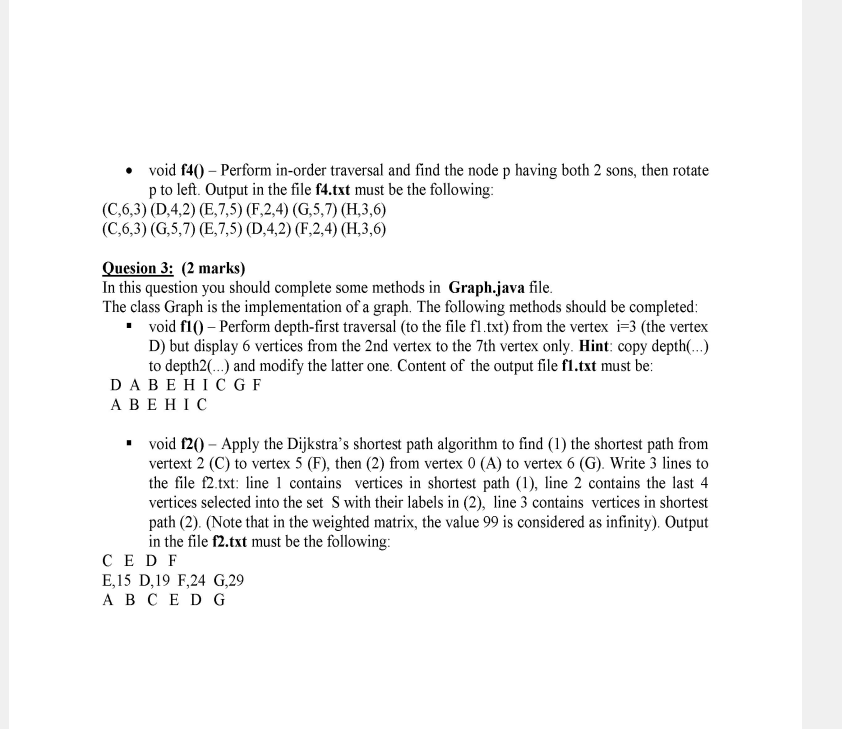 • void f4() – Perform in-order traversal and find the node p having both 2 sons, then rotate
p to left. Output in the file f4.txt must be the following:
(C,6,3) (D,4,2) (E,7,5) (F,2,4) (G,5,7) (H,3,6)
(C,6,3) (G,5,7) (E,7,5) (D,4,2) (F,2,4) (H,3,6)
Quesion 3: (2 marks)
In this question you should complete some methods in Graph.java file.
The class Graph is the implementation of a graph. The following methods should be completed:
▪ void f1() – Perform depth-first traversal (to the file f1.txt) from the vertex i=3 (the vertex
D) but display 6 vertices from the 2nd vertex to the 7th vertex only. Hint: copy depth(...)
to depth2(...) and modify the latter one. Content of the output file f1.txt must be:
D A B E H I C G F
A B E H I C
▪ void f2() – Apply the Dijkstra's shortest path algorithm to find (1) the shortest path from
vertext 2 (C) to vertex 5 (F), then (2) from vertex 0 (A) to vertex 6 (G). Write 3 lines to
the file f2.txt: line 1 contains vertices in shortest path (1), line 2 contains the last 4
vertices selected into the set S with their labels in (2), line 3 contains vertices in shortest
path (2). (Note that in the weighted matrix, the value 99 is considered as infinity). Output
in the file f2.txt must be the following:
C E D F
E,15 D,19 F,24 G,29
A B C E D G